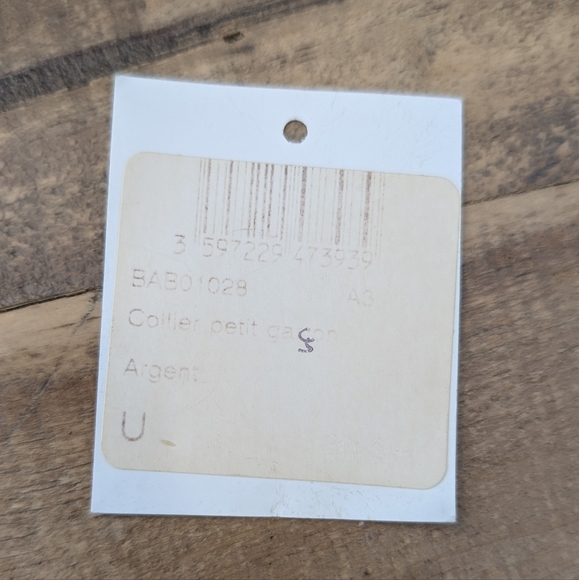 3 597229 473939
BAB01028 A3
Collier petit garçon
Argent
U